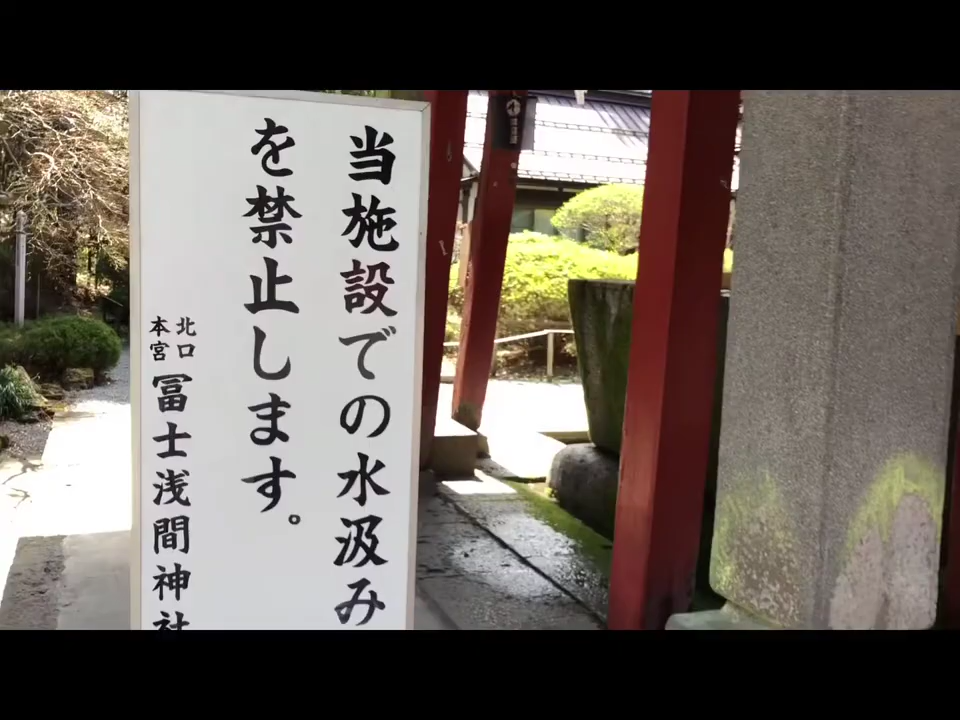 当施設での水汲み
を禁止します。
北口
本宮
冨士浅間神社